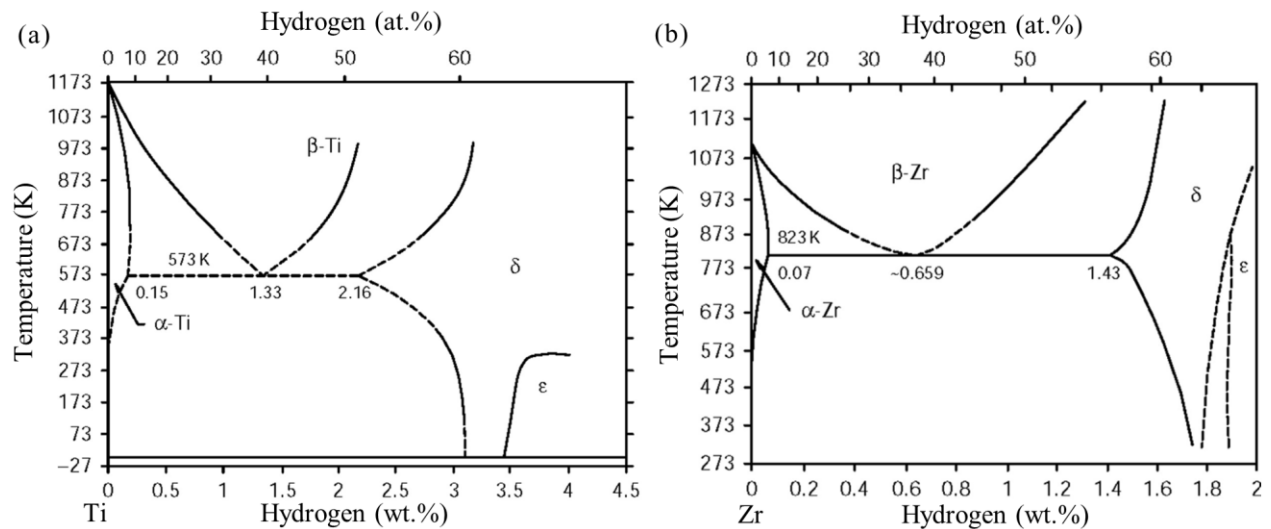 (a)
Hydrogen (at.%)
0 10 20 30 40 50 60
1173
1073
973
873
773
673
573
473
373
273
173
73
−27
Temperature (K)
β-Ti
573 K
δ
0.15 1.33 2.16
α-Ti
ε
0 0.5 1 1.5 2 2.5 3 3.5 4 4.5
Ti
Hydrogen (wt.%)
(b)
Hydrogen (at.%)
0 10 20 30 40 50 60
1273
1173
1073
973
873
773
673
573
473
373
273
Temperature (K)
β-Zr
δ
823 K
0.07 ~0.659 1.43
ε
α-Zr
0 0.2 0.4 0.6 0.8 1 1.2 1.4 1.6 1.8 2
Zr
Hydrogen (wt.%)